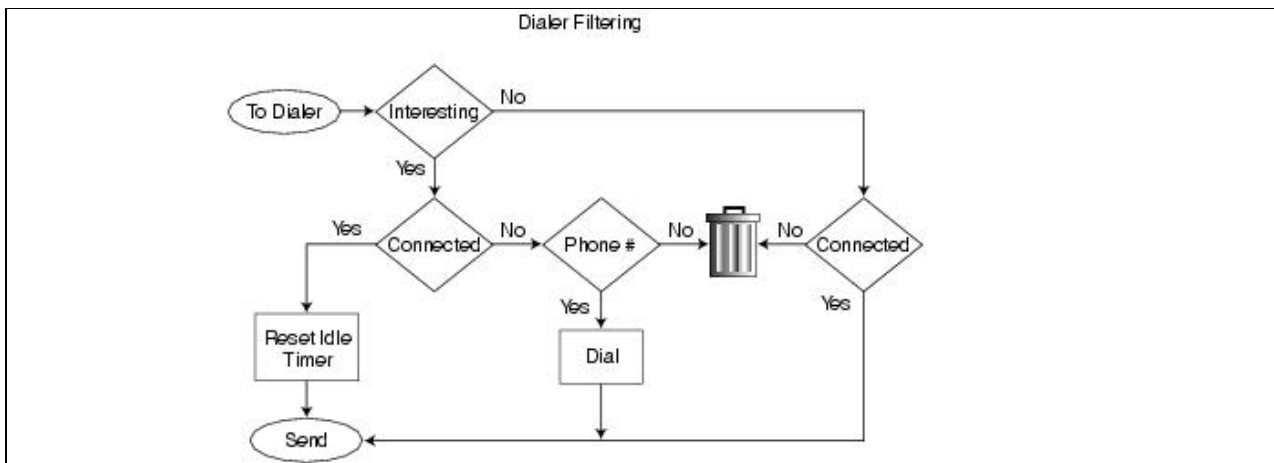 Dialer Filtering
To Dialer
Interesting
No
Yes
Yes
Connected
No
Phone #
No
No
Connected
Yes
Yes
Reset Idle
Timer
Dial
Send